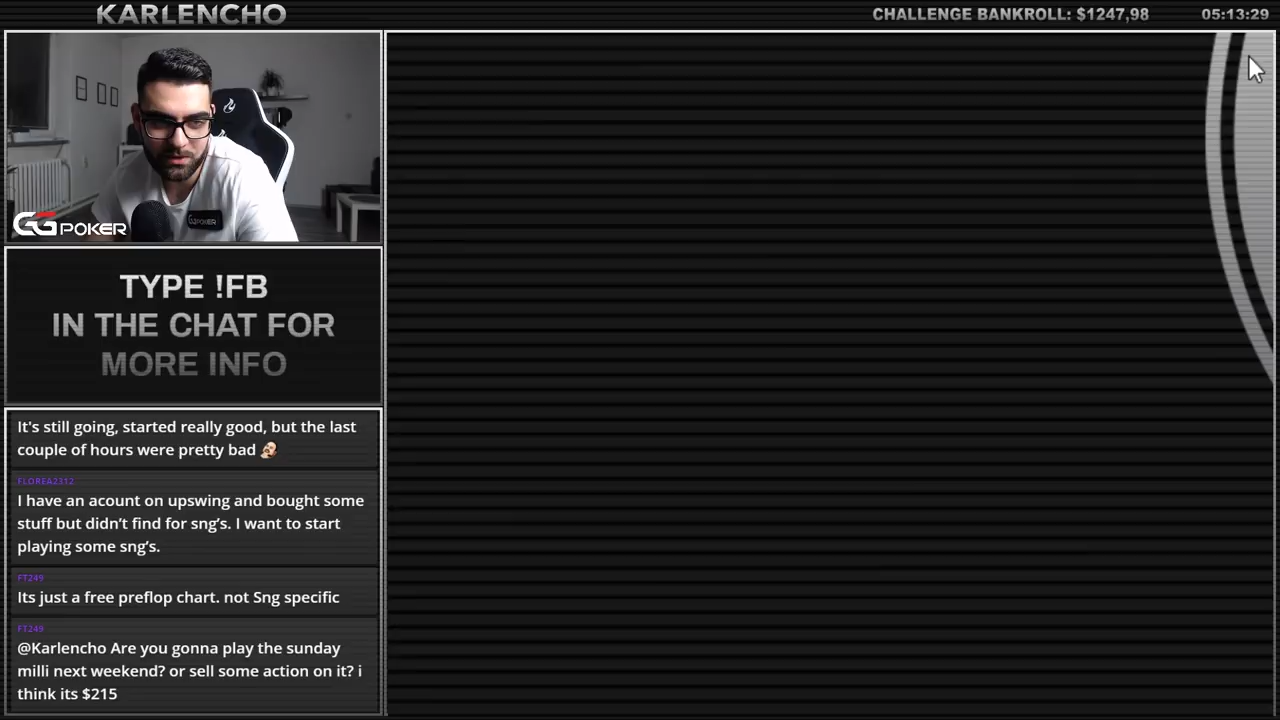 KARLENCHO
CHALLENGE BANKROLL: $1247,98
05:13:29
GGPOKER
GGPOKER
TYPE !FB
IN THE CHAT FOR
MORE INFO
It's still going, started really good, but the last
couple of hours were pretty bad
FLOREA2312
I have an acount on upswing and bought some
stuff but didn’t find for sng’s. I want to start
playing some sng’s.
FT249
Its just a free preflop chart. not Sng specific
FT249
@Karlencho Are you gonna play the sunday
milli next weekend? or sell some action on it? i
think its $215